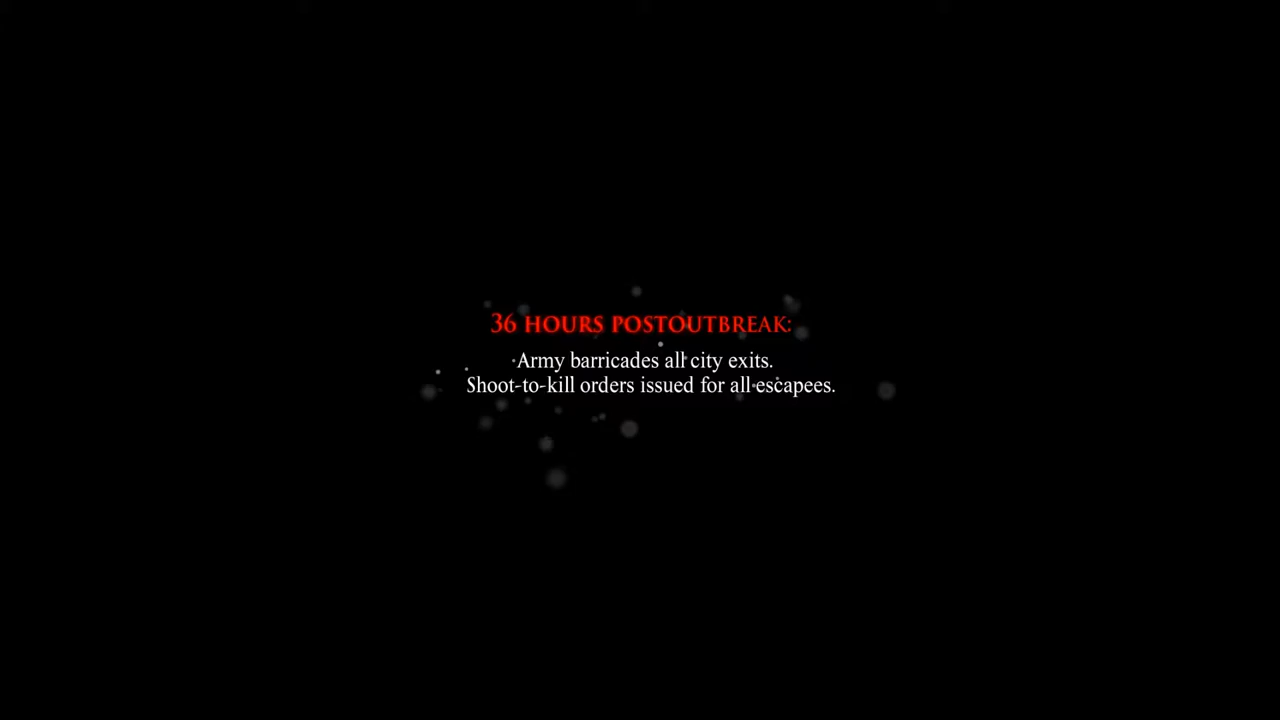 36 HOURS POSTOUTBREAK:
Army barricades all city exits.
Shoot-to-kill orders issued for all escapees.